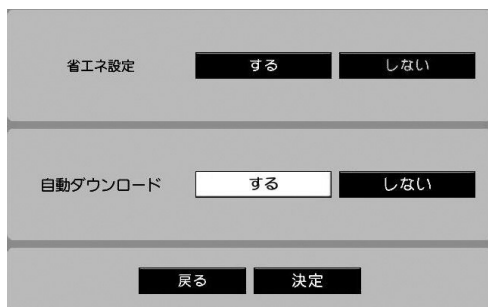 省エネ設定 する しない
自動ダウンロード する しない
戻る 決定